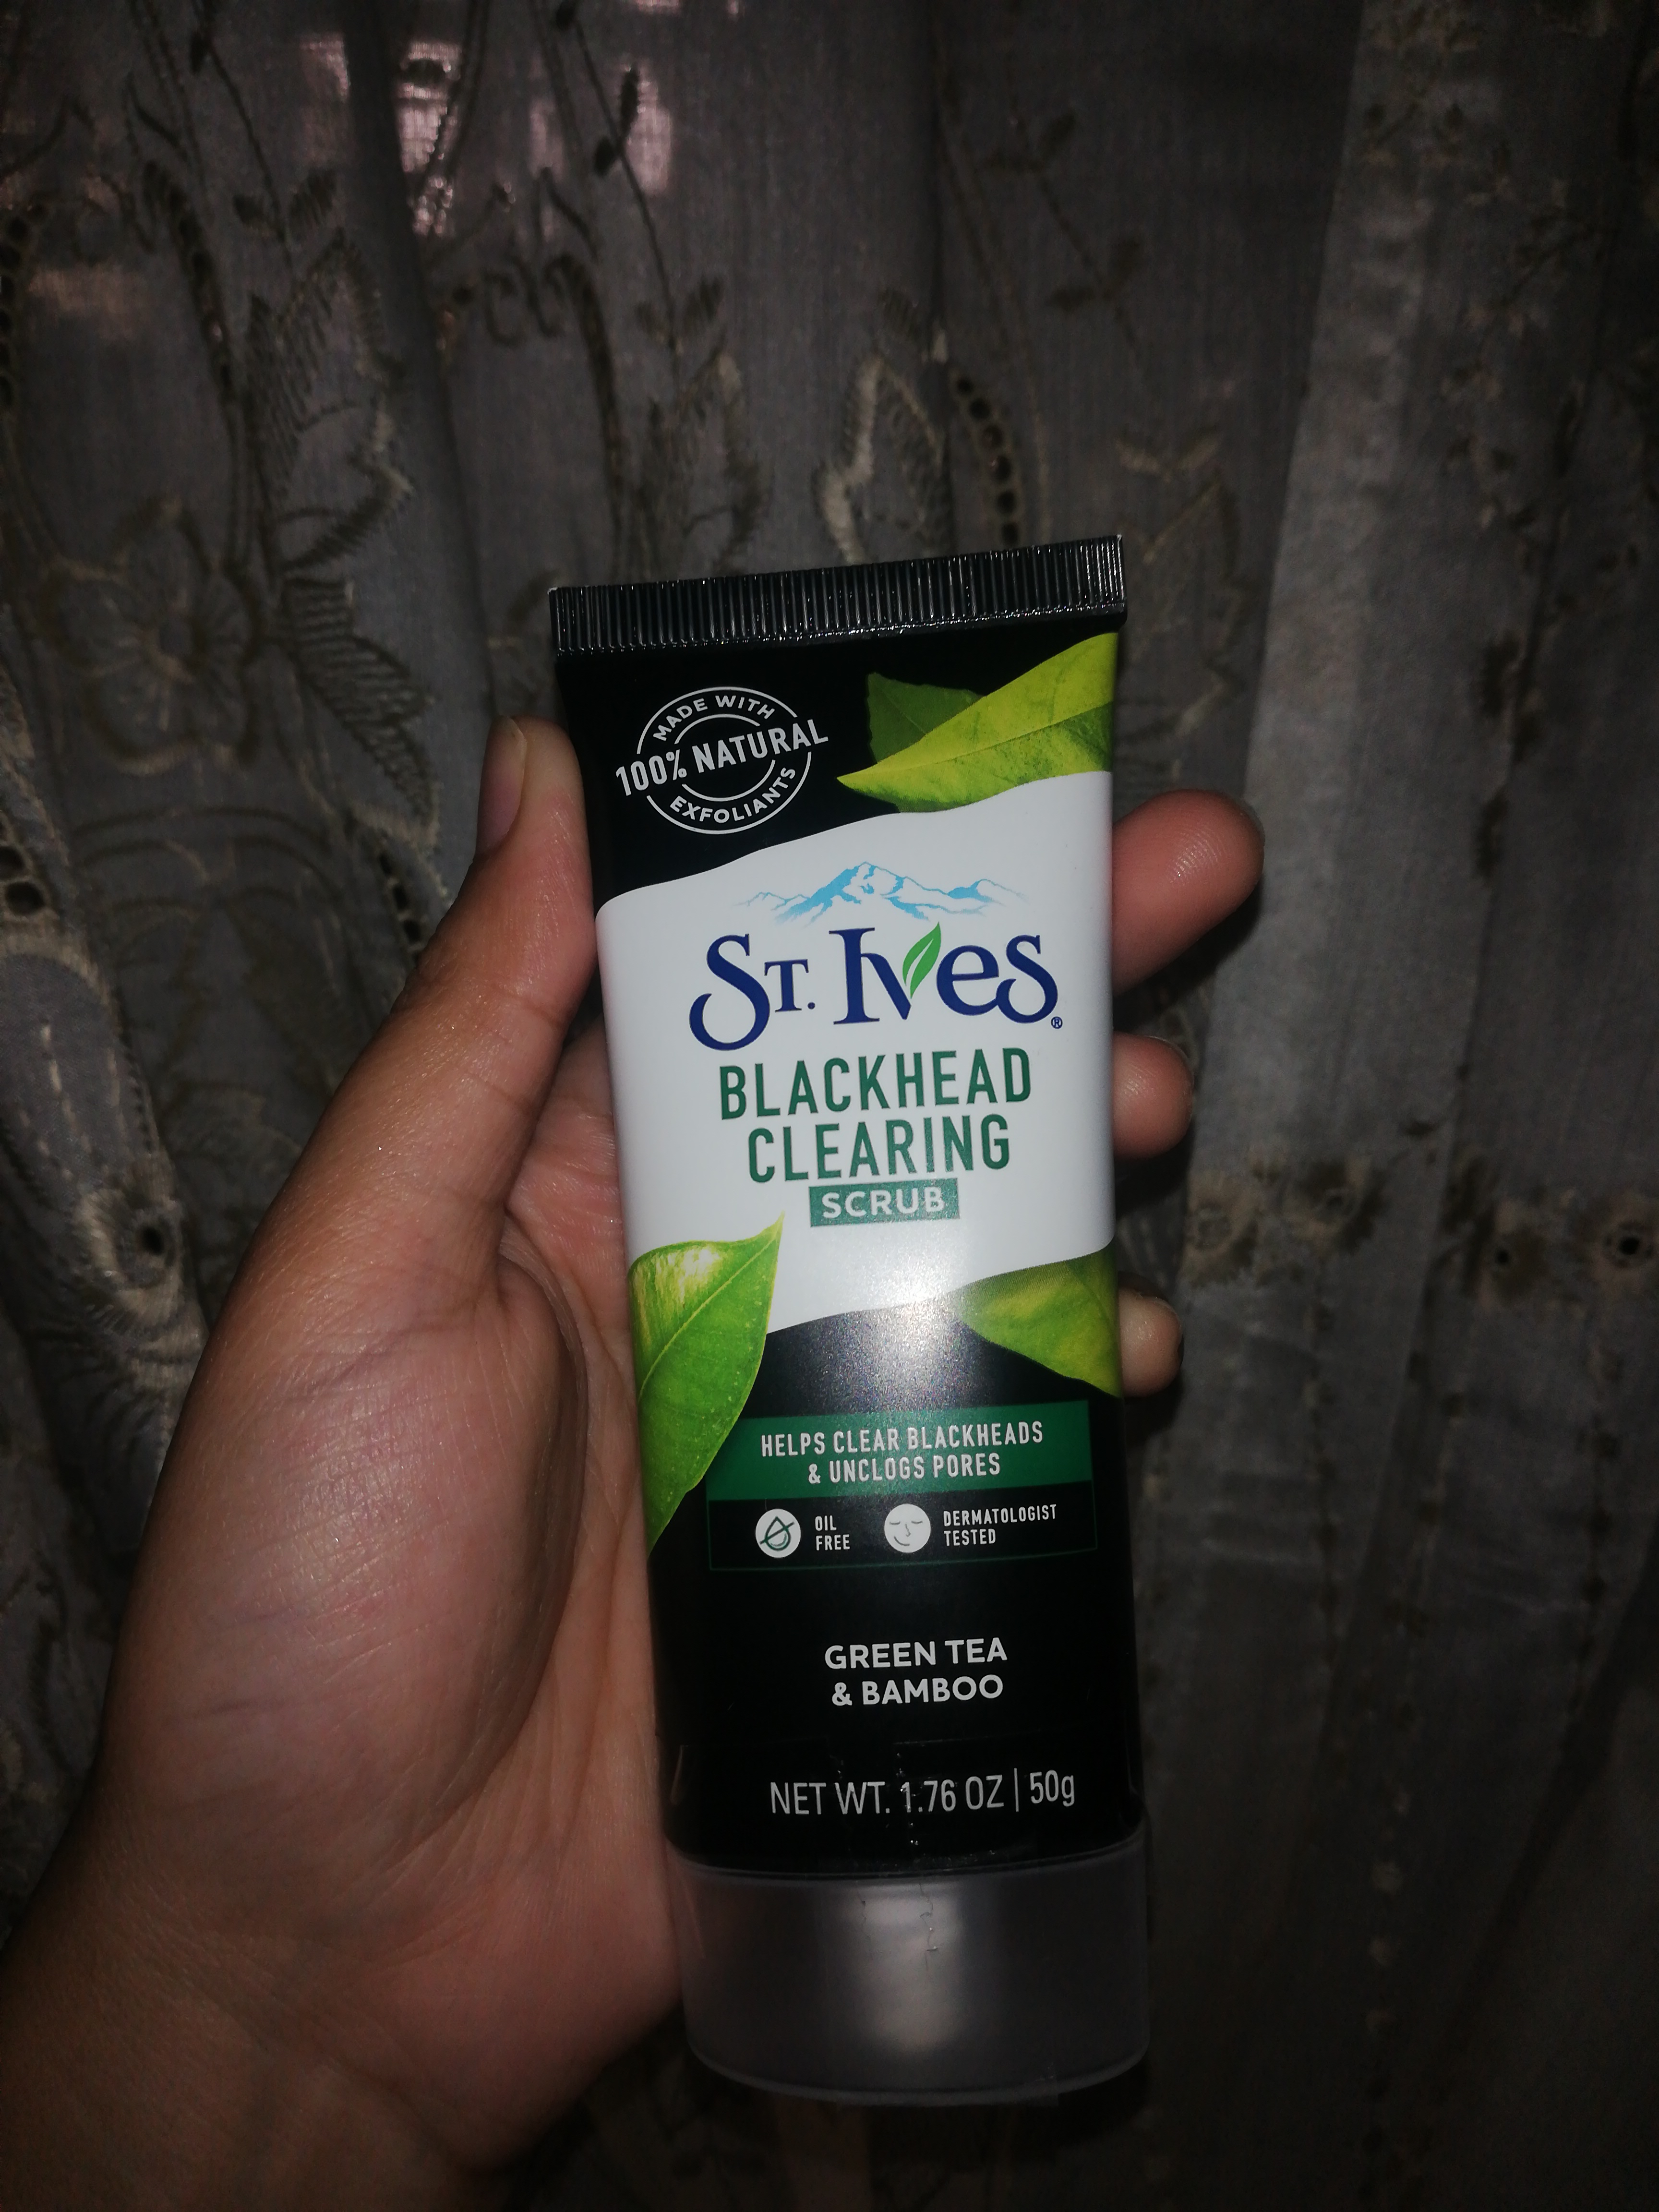 MADE WITH
100% NATURAL
EXFOLIANTS
ST. IVES®
BLACKHEAD
CLEARING
SCRUB
HELPS CLEAR BLACKHEADS
& UNCLOGS PORES
OIL
FREE
DERMATOLOGIST
TESTED
GREEN TEA
& BAMBOO
NET WT. 1.76 OZ | 50g